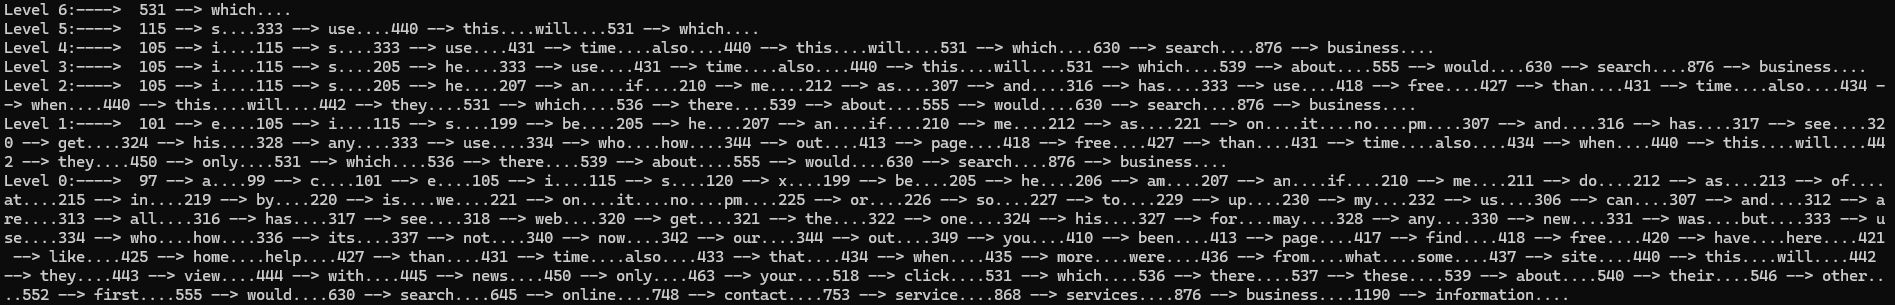 Level 6:---->  531 --> which....
Level 5:---->  115 --> s....333 --> use....440 --> this....will....531 --> which....
Level 4:---->  105 --> i....115 --> s....333 --> use....431 --> time....also....440 --> this....will....531 --> which....630 --> search....876 --> business....
Level 3:---->  105 --> i....115 --> s....205 --> he....333 --> use....431 --> time....also....440 --> this....will....531 --> which....539 --> about....555 --> would....630 --> search....876 --> business....
Level 2:---->  105 --> i....115 --> s....205 --> he....207 --> an....if....210 --> me....212 --> as....307 --> and....316 --> has....333 --> use....418 --> free....427 --> than....431 --> time....also....434 -
-> when....440 --> this....will....442 --> they....531 --> which....536 --> there....539 --> about....555 --> would....630 --> search....876 --> business....
Level 1:---->  101 --> e....105 --> i....115 --> s....199 --> be....205 --> he....207 --> an....if....210 --> me....212 --> as....221 --> on....it....no....pm....307 --> and....316 --> has....317 --> see....32
0 --> get....324 --> his....328 --> any....333 --> use....334 --> who....how....344 --> out....413 --> page....418 --> free....427 --> than....431 --> time....also....434 --> when....440 --> this....will....44
2 --> they....450 --> only....531 --> which....536 --> there....539 --> about....555 --> would....630 --> search....876 --> business....
Level 0:---->  97 --> a....99 --> c....101 --> e....105 --> i....115 --> s....120 --> x....199 --> be....205 --> he....206 --> am....207 --> an....if....210 --> me....211 --> do....212 --> as....213 --> of....
at....215 --> in....219 --> by....220 --> is....we....221 --> on....it....no....pm....225 --> or....226 --> so....227 --> to....229 --> up....230 --> my....232 --> us....306 --> can....307 --> and....312 --> a
re....313 --> all....316 --> has....317 --> see....318 --> web....320 --> get....321 --> the....322 --> one....324 --> his....327 --> for....may....328 --> any....330 --> new....331 --> was....but....333 --> u
se....334 --> who....how....336 --> its....337 --> not....340 --> now....342 --> our....344 --> out....349 --> you....410 --> been....413 --> page....417 --> find....418 --> free....420 --> have....here....421
 --> like....425 --> home....help....427 --> than....431 --> time....also....433 --> that....434 --> when....435 --> more....were....436 --> from....what....some....437 --> site....440 --> this....will....442
--> they....443 --> view....444 --> with....445 --> news....450 --> only....463 --> your....518 --> click....531 --> which....536 --> there....537 --> these....539 --> about....540 --> their....546 --> other..
..552 --> first....555 --> would....630 --> search....645 --> online....748 --> contact....753 --> service....868 --> services....876 --> business....1190 --> information....